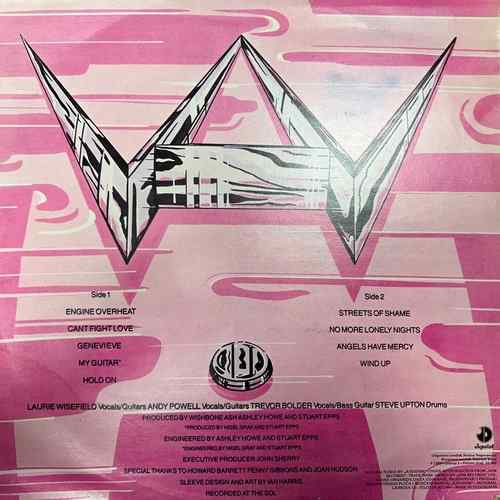 Side 1
ENGINE OVERHEAT
CAN'T FIGHT LOVE
GENEVIEVE
MY GUITAR*
HOLD ON
Side 2
STREETS OF SHAME
NO MORE LONELY NIGHTS
ANGELS HAVE MERCY
WIND UP
LAURIE WISEFIELD Vocals/Guitars ANDY POWELL Vocals/Guitars TREVOR BOLDER Vocals/Bass Guitar STEVE UPTON Drums
PRODUCED BY WISHBONE ASH ASHLEY HOWE AND STUART EPPS
*PRODUCED BY NIGEL GRAY AND STUART EPPS
ENGINEERED BY ASHLEY HOWE AND STUART EPPS
*ENGINEERED BY NIGEL GRAY AND STUART EPPS
EXECUTIVE PRODUCER JOHN SHERRY
SPECIAL THANKS TO HOWARD BARRETT PENNY GIBBONS AND JOAN HUDSON
SLEEVE DESIGN AND ART BY IAN HARRIS
RECORDED AT THE SOL